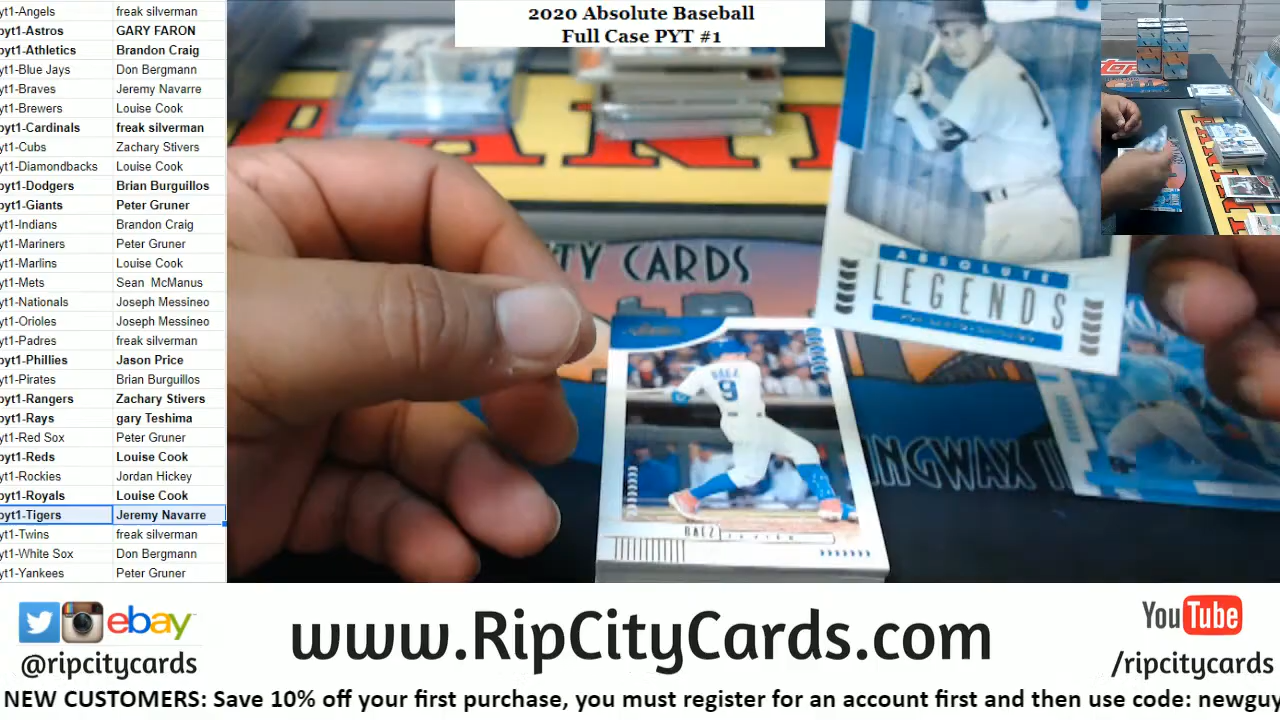 2020 Absolute Baseball
Full Case PYT #1
yt1-Angels freak silverman
pyt1-Astros GARY FARON
pyt1-Athletics Brandon Craig
yt1-Blue Jays Don Bergmann
yt1-Braves Jeremy Navarre
yt1-Brewers Louise Cook
pyt1-Cardinals freak silverman
yt1-Cubs Zachary Stivers
yt1-Diamondbacks Louise Cook
pyt1-Dodgers Brian Burguillos
pyt1-Giants Peter Gruner
yt1-Indians Brandon Craig
yt1-Mariners Peter Gruner
yt1-Marlins Louise Cook
yt1-Mets Sean McManus
yt1-Nationals Joseph Messineo
yt1-Orioles Joseph Messineo
yt1-Padres freak silverman
pyt1-Phillies Jason Price
yt1-Pirates Brian Burguillos
pyt1-Rangers Zachary Stivers
pyt1-Rays gary Teshima
yt1-Red Sox Peter Gruner
pyt1-Reds Louise Cook
yt1-Rockies Jordan Hickey
pyt1-Royals Louise Cook
pyt1-Tigers Jeremy Navarre
yt1-Twins freak silverman
yt1-White Sox Don Bergmann
yt1-Yankees Peter Gruner
TY CARDS
ABSOLUTE
LEGENDS
BAEZ
9
BAEZ
INGWAX
ebay
@ripcitycards
www.RipCityCards.com
YouTube
/ripcitycards
NEW CUSTOMERS: Save 10% off your first purchase, you must register for an account first and then use code: newguy